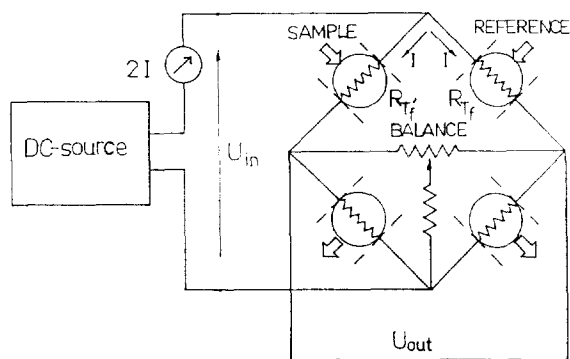 SAMPLE
REFERENCE
2I
I I
R_Tf' R_Tf
BALANCE
DC-source
U_in
U_out